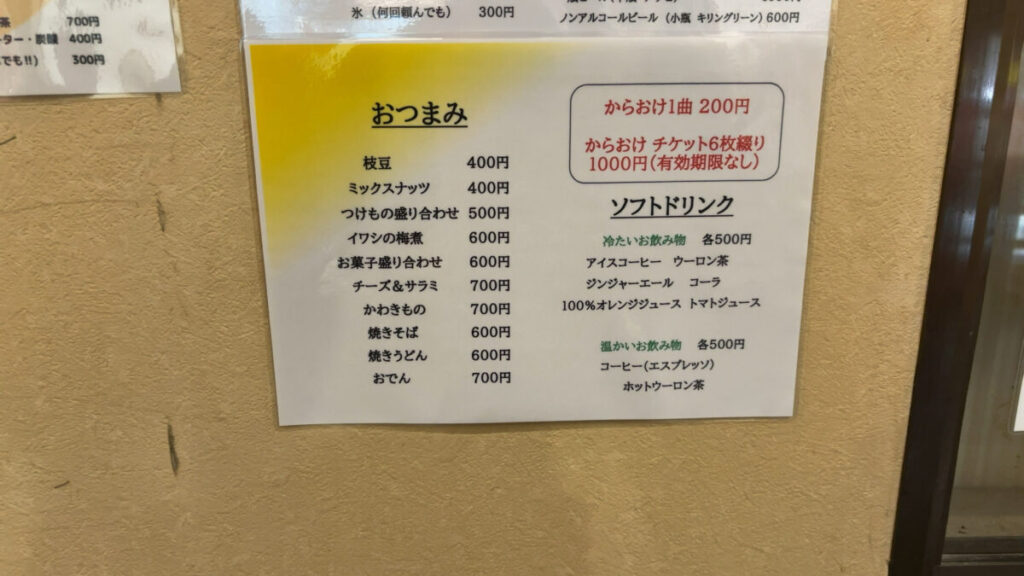 茶 700円
ーター・炭酸 400円
でも!!) 300円
氷 (何回頼んでも) 300円
ノンアルコールビール (小瓶 キリングリーン) 600円
おつまみ
枝豆 400円
ミックスナッツ 400円
つけもの盛り合わせ 500円
イワシの梅煮 600円
お菓子盛り合わせ 600円
チーズ&サラミ 700円
かわきもの 700円
焼きそば 600円
焼きうどん 600円
おでん 700円
からおけ1曲 200円
からおけ チケット6枚綴り
1000円(有効期限なし)
ソフトドリンク
冷たいお飲み物 各500円
アイスコーヒー ウーロン茶
ジンジャーエール コーラ
100%オレンジジュース トマトジュース
温かいお飲み物 各500円
コーヒー(エスプレッソ)
ホットウーロン茶